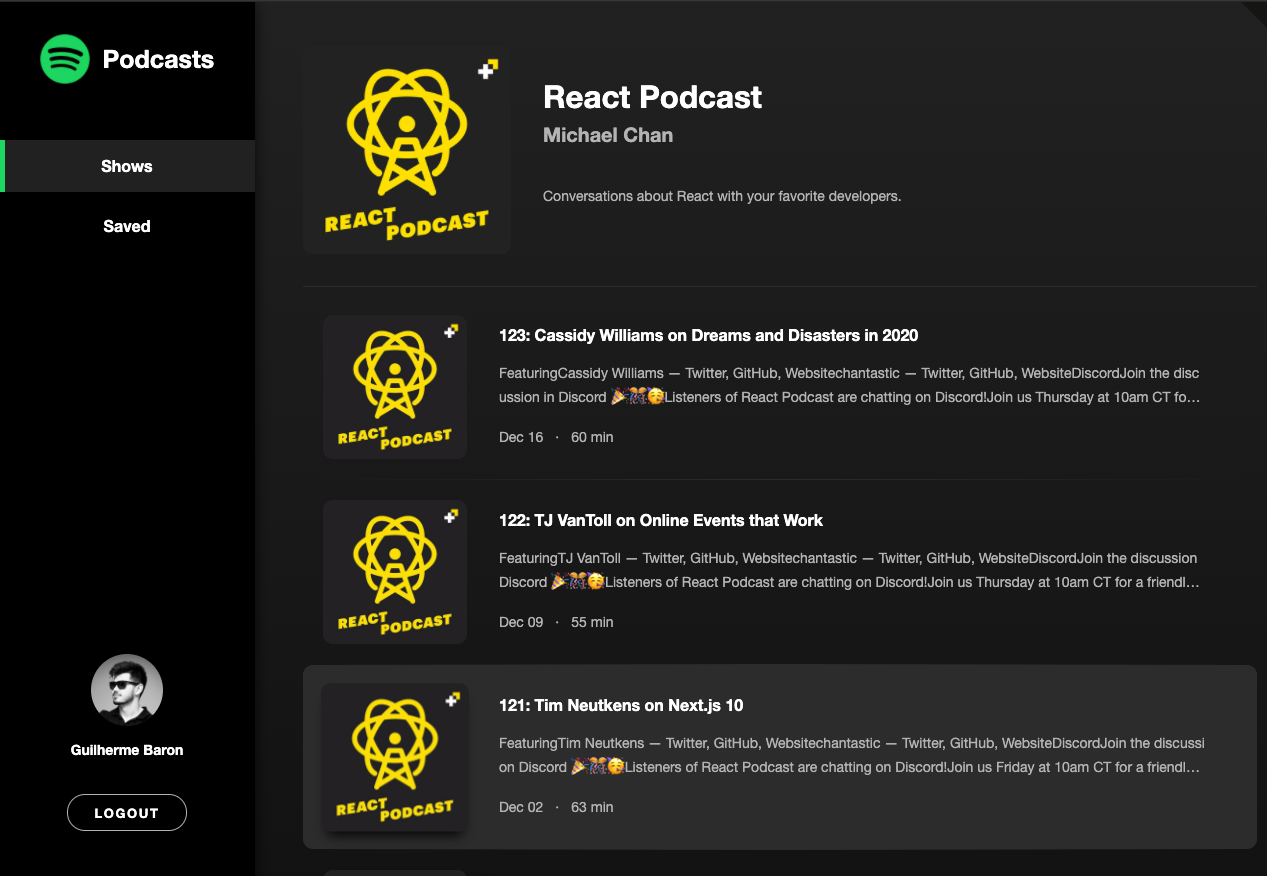 Podcasts
Shows
Saved
Guilherme Baron
LOGOUT
REACT PODCAST
React Podcast
Michael Chan
Conversations about React with your favorite developers.
REACT PODCAST
123: Cassidy Williams on Dreams and Disasters in 2020
FeaturingCassidy Williams — Twitter, GitHub, Websitechantastic — Twitter, GitHub, WebsiteDiscordJoin the disc
ussion in Discord 🎉🎊🥳Listeners of React Podcast are chatting on Discord!Join us Thursday at 10am CT fo…
Dec 16 · 60 min
REACT PODCAST
122: TJ VanToll on Online Events that Work
FeaturingTJ VanToll — Twitter, GitHub, Websitechantastic — Twitter, GitHub, WebsiteDiscordJoin the discussion
Discord 🎉🎊🥳Listeners of React Podcast are chatting on Discord!Join us Thursday at 10am CT for a friendl…
Dec 09 · 55 min
REACT PODCAST
121: Tim Neutkens on Next.js 10
FeaturingTim Neutkens — Twitter, GitHub, Websitechantastic — Twitter, GitHub, WebsiteDiscordJoin the discussi
on Discord 🎉🎊🥳Listeners of React Podcast are chatting on Discord!Join us Friday at 10am CT for a friendl…
Dec 02 · 63 min